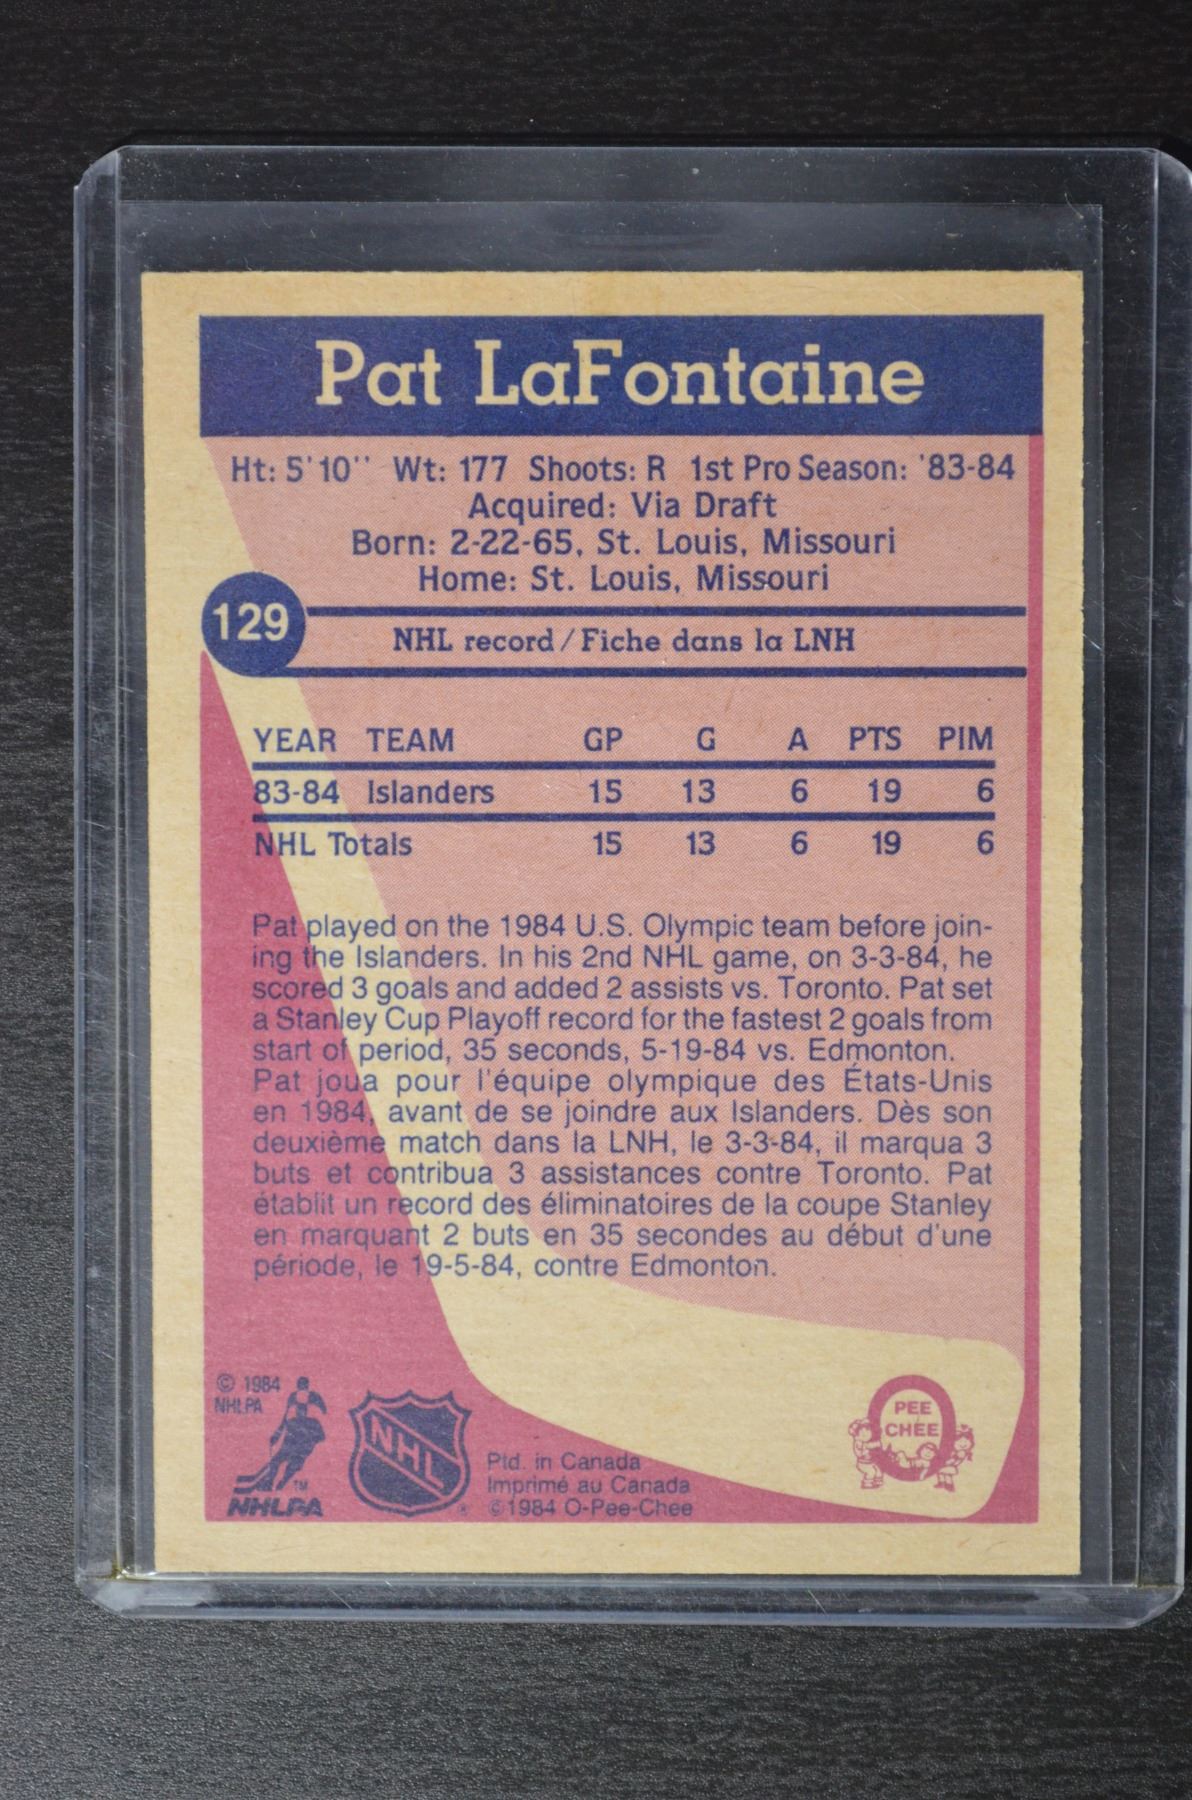 Pat LaFontaine
Ht: 5'10'' Wt: 177 Shoots: R 1st Pro Season: '83-84
Acquired: Via Draft
Born: 2-22-65, St. Louis, Missouri
Home: St. Louis, Missouri
129
NHL record / Fiche dans la LNH
YEAR TEAM GP G A PTS PIM
83-84 Islanders 15 13 6 19 6
NHL Totals 15 13 6 19 6
Pat played on the 1984 U.S. Olympic team before join-
ing the Islanders. In his 2nd NHL game, on 3-3-84, he
scored 3 goals and added 2 assists vs. Toronto. Pat set
a Stanley Cup Playoff record for the fastest 2 goals from
start of period, 35 seconds, 5-19-84 vs. Edmonton.
Pat joua pour l'équipe olympique des États-Unis
en 1984, avant de se joindre aux Islanders. Dès son
deuxième match dans la LNH, le 3-3-84, il marqua 3
buts et contribua 3 assistances contre Toronto. Pat
établit un record des éliminatoires de la coupe Stanley
en marquant 2 buts en 35 secondes au début d'une
période, le 19-5-84, contre Edmonton.
© 1984
NHLPA
TM
NHLPA
NHL
®
Ptd. in Canada
Imprimé au Canada
©1984 O-Pee-Chee
PEE
CHEE